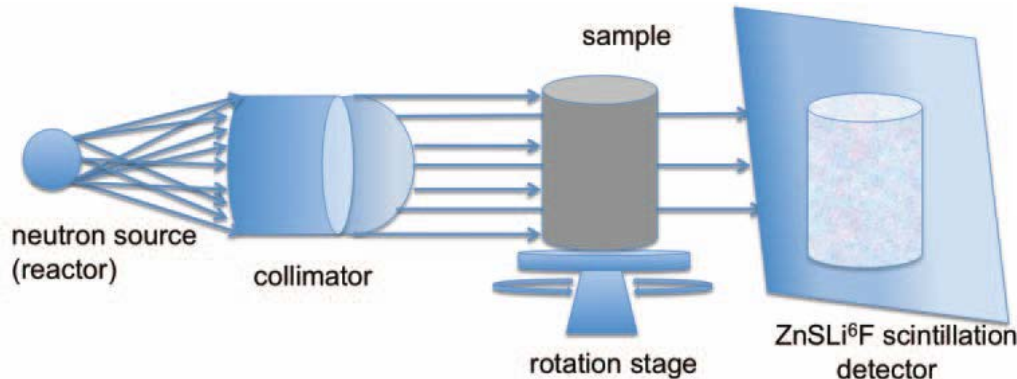 sample
neutron source
(reactor)
collimator
rotation stage
ZnSLi⁶F scintillation
detector